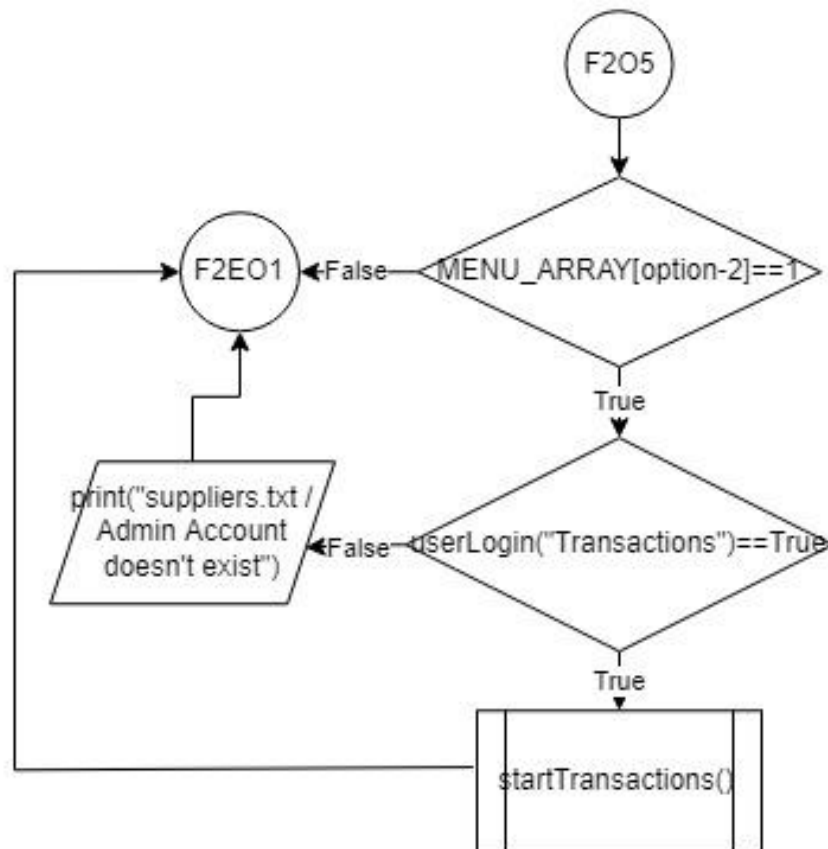 F2O5
F2EO1
False
MENU_ARRAY[option-2]==1
True
print("suppliers.txt /
Admin Account
doesn't exist")
False
userLogin("Transactions")==True
True
startTransactions()